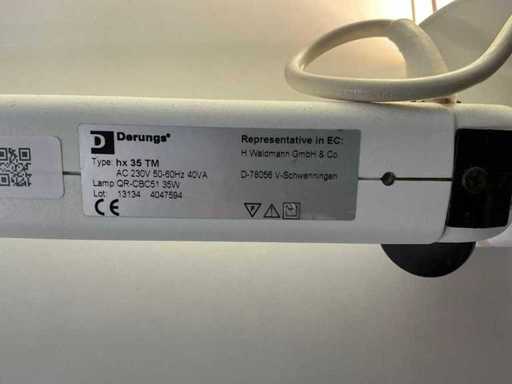 D Derungs®
Type: hx 35 TM
AC 230V 50-60Hz 40VA
Lamp QR-CBC51 35W
Lot: 13134 4047594
CE
Representative in EC:
H.Waldmann GmbH & Co.
D-78056 V-Schwenningen